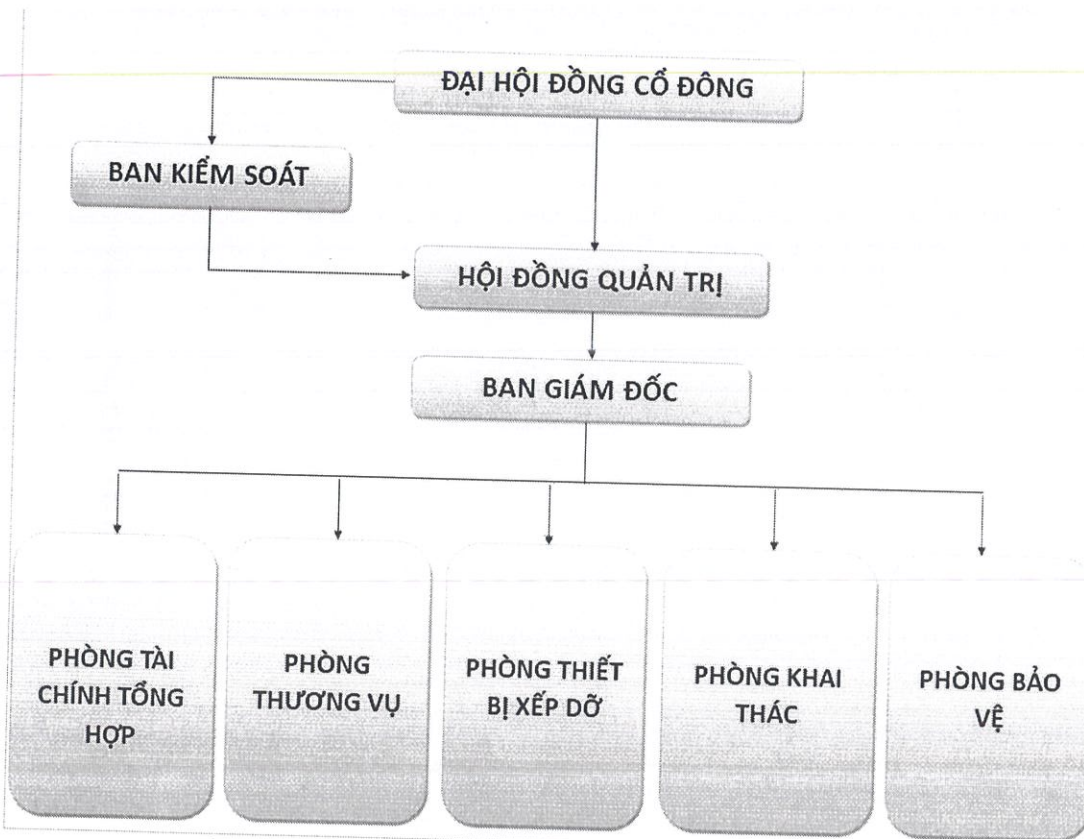 ĐẠI HỘI ĐỒNG CỔ ĐÔNG
BAN KIỂM SOÁT
HỘI ĐỒNG QUẢN TRỊ
BAN GIÁM ĐỐC
PHÒNG TÀI
CHÍNH TỔNG
HỢP
PHÒNG
THƯƠNG VỤ
PHÒNG THIẾT
BỊ XẾP DỠ
PHÒNG KHAI
THÁC
PHÒNG BẢO
VỆ